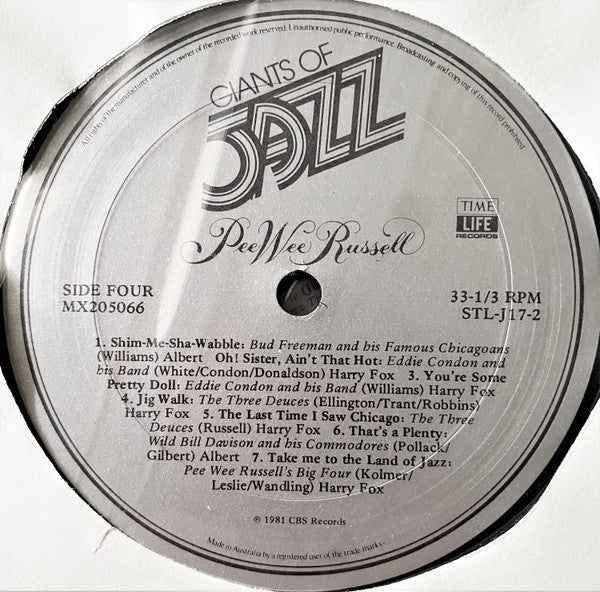 All rights of the manufacturer and of the owner of the recorded work reserved. Unauthorised public performance. Broadcasting and copying of this record prohibited.
GIANTS OF
JAZZ
Pee Wee Russell
TIME
LIFE
RECORDS
SIDE FOUR
MX205066
33-1/3 RPM
STL-J17-2
1. Shim-Me-Sha-Wabble: Bud Freeman and his Famous Chicagoans
(Williams) Albert Oh! Sister, Ain't That Hot: Eddie Condon and
his Band (White/Condon/Donaldson) Harry Fox 3. You're Some
Pretty Doll: Eddie Condon and his Band (Williams) Harry Fox
4. Jig Walk: The Three Deuces (Ellington/Trant/Robbins)
Harry Fox 5. The Last Time I Saw Chicago: The Three
Deuces (Russell) Harry Fox 6. That's a Plenty:
Wild Bill Davison and his Commodores (Pollack/
Gilbert) Albert 7. Take me to the Land of Jazz:
Pee Wee Russell's Big Four (Kolmer/
Leslie/Wandling) Harry Fox
℗ 1981 CBS Records
Made in Australia by a registered user of the trade marks.